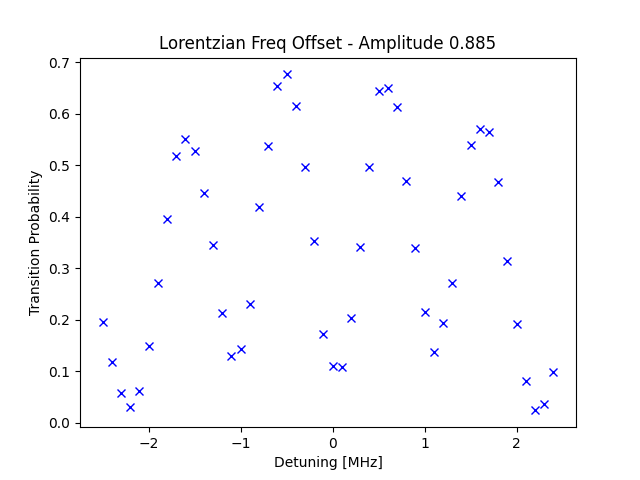 Lorentzian Freq Offset - Amplitude 0.885
0.7
0.6
0.5
0.4
0.3
0.2
0.1
0.0
Transition Probability
−2 −1 0 1 2
Detuning [MHz]